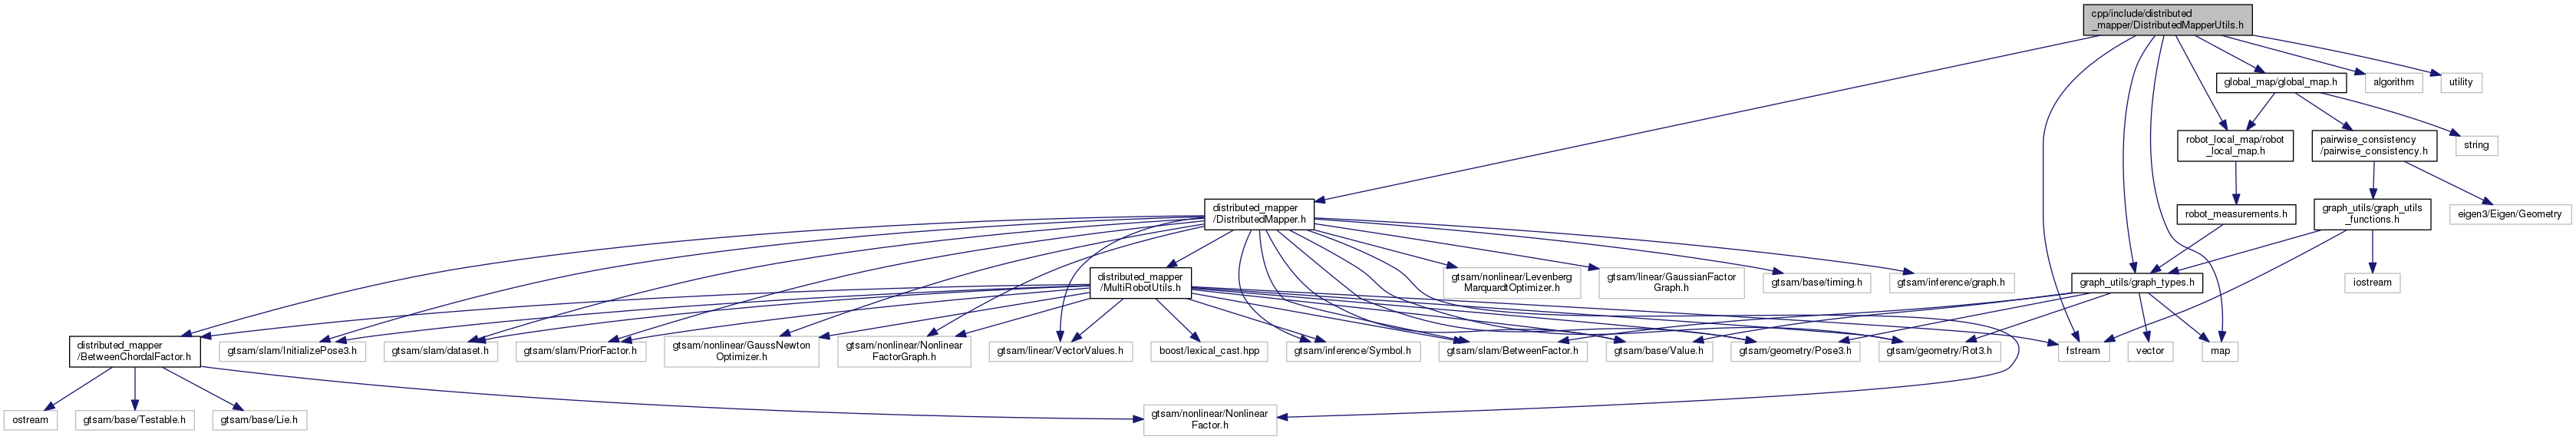 cpp/include/distributed
_mapper/DistributedMapperUtils.h
global_map/global_map.h
algorithm
utility
robot_local_map/robot
_local_map.h
pairwise_consistency
/pairwise_consistency.h
string
distributed_mapper
/DistributedMapper.h
robot_measurements.h
graph_utils/graph_utils
_functions.h
eigen3/Eigen/Geometry
distributed_mapper
/MultiRobotUtils.h
gtsam/nonlinear/Levenberg
MarquardtOptimizer.h
gtsam/linear/GaussianFactor
Graph.h
gtsam/base/timing.h
gtsam/inference/graph.h
graph_utils/graph_types.h
iostream
distributed_mapper
/BetweenChordalFactor.h
gtsam/slam/InitializePose3.h
gtsam/slam/dataset.h
gtsam/slam/PriorFactor.h
gtsam/nonlinear/GaussNewton
Optimizer.h
gtsam/nonlinear/Nonlinear
FactorGraph.h
gtsam/linear/VectorValues.h
boost/lexical_cast.hpp
gtsam/inference/Symbol.h
gtsam/slam/BetweenFactor.h
gtsam/base/Value.h
gtsam/geometry/Pose3.h
gtsam/geometry/Rot3.h
fstream
vector
map
ostream
gtsam/base/Testable.h
gtsam/base/Lie.h
gtsam/nonlinear/Nonlinear
Factor.h